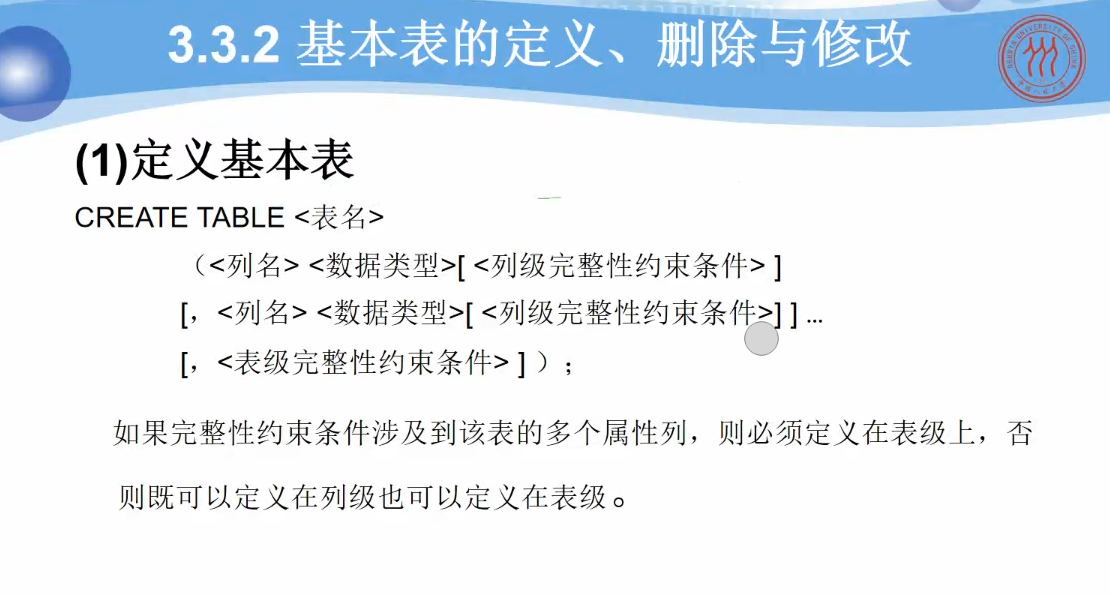 3.3.2 基本表的定义、删除与修改
(1)定义基本表
CREATE TABLE <表名>
（<列名> <数据类型>[ <列级完整性约束条件> ]
[，<列名> <数据类型>[ <列级完整性约束条件>] ] …
[，<表级完整性约束条件> ] ）；
如果完整性约束条件涉及到该表的多个属性列，则必须定义在表级上，否
则既可以定义在列级也可以定义在表级。